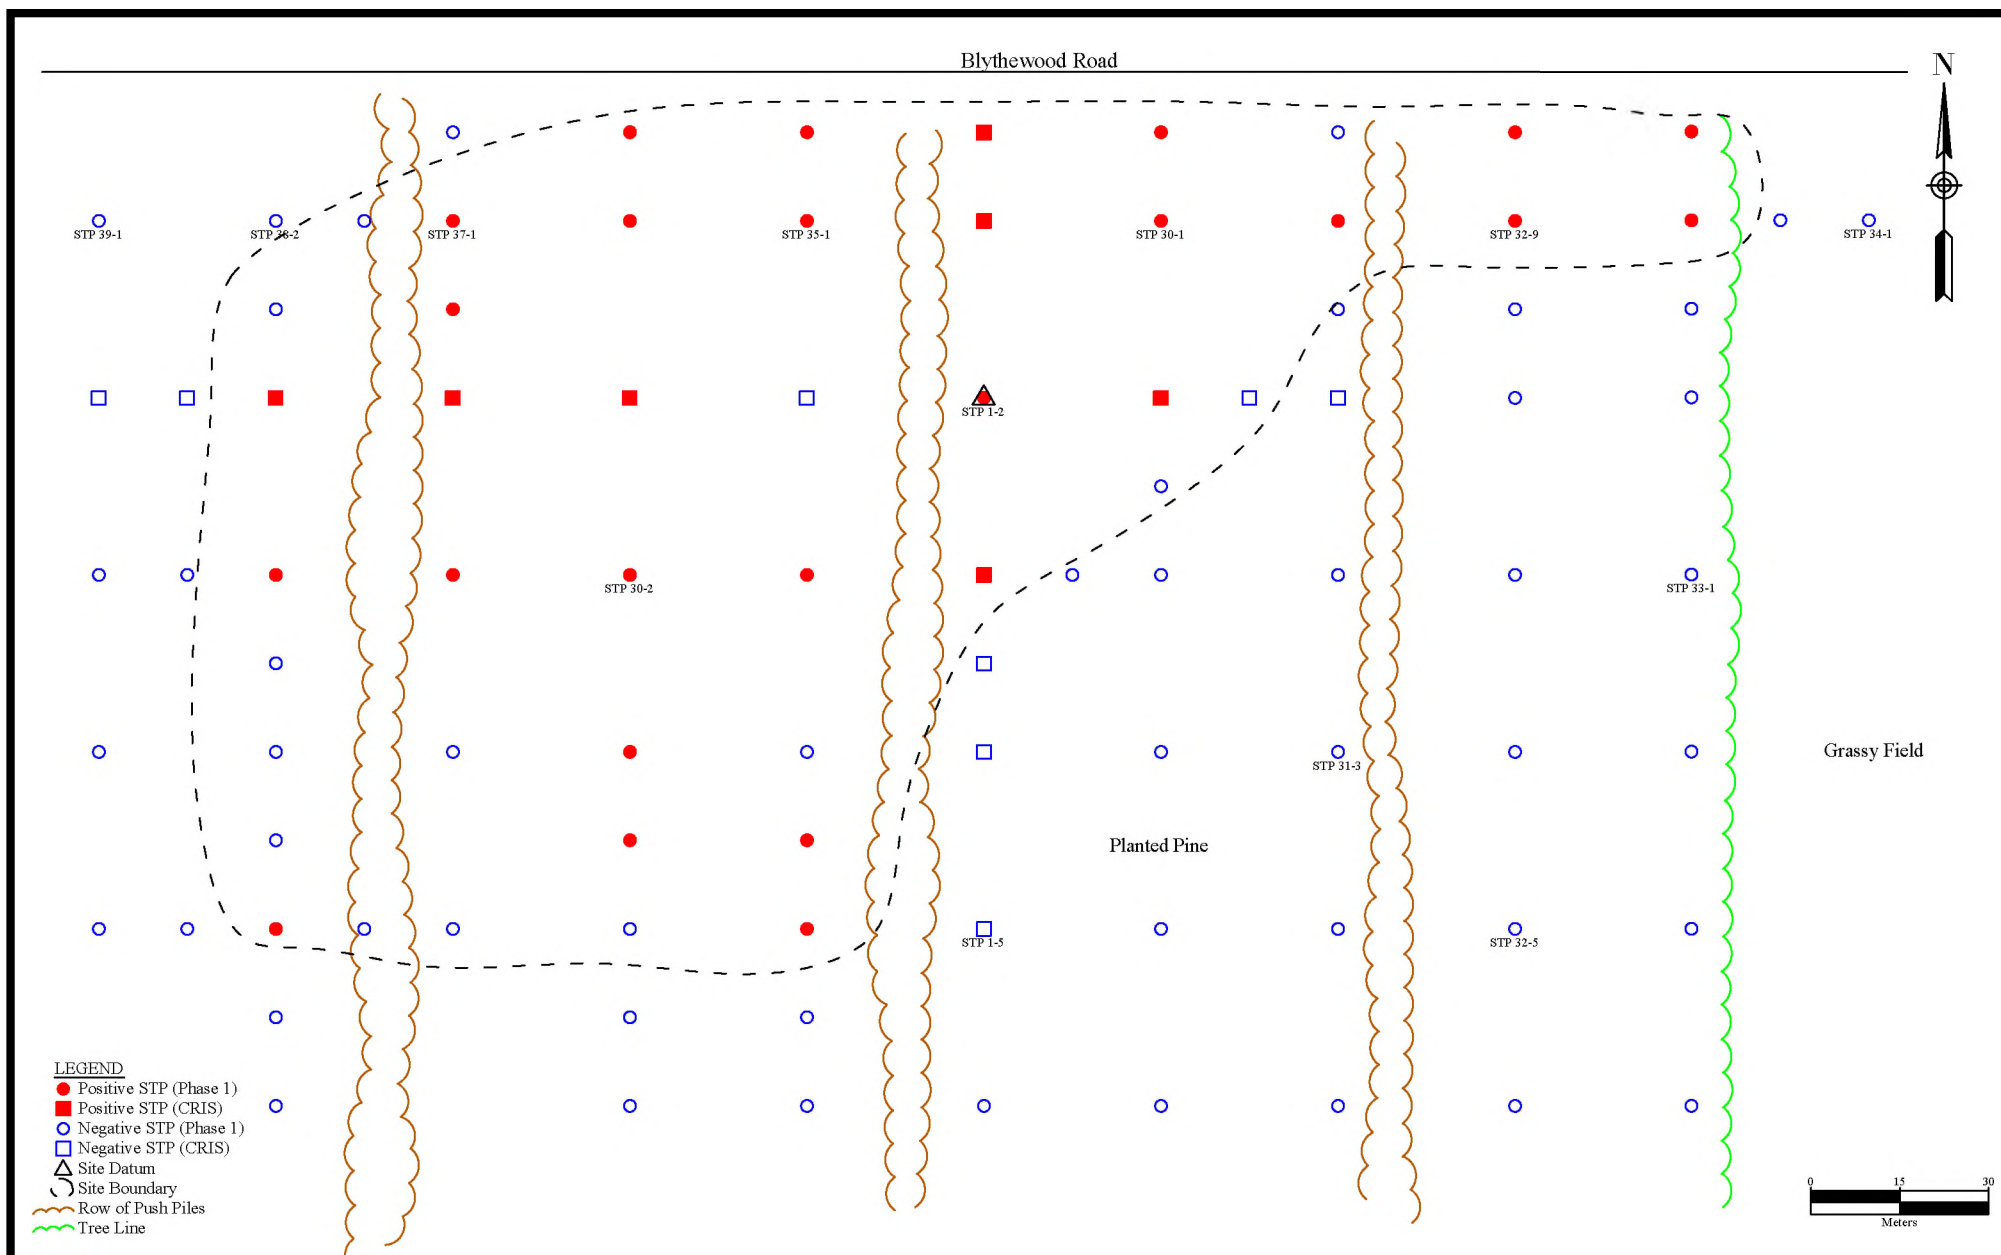 Blythewood Road
N
STP 39-1
STP 38-2
STP 37-1
STP 35-1
STP 30-1
STP 32-9
STP 34-1
STP 1-2
STP 30-2
STP 33-1
STP 31-3
Grassy Field
Planted Pine
STP 1-5
STP 32-5
LEGEND
Positive STP (Phase 1)
Positive STP (CRIS)
Negative STP (Phase 1)
Negative STP (CRIS)
Site Datum
Site Boundary
Row of Push Piles
Tree Line
0 15 30
Meters